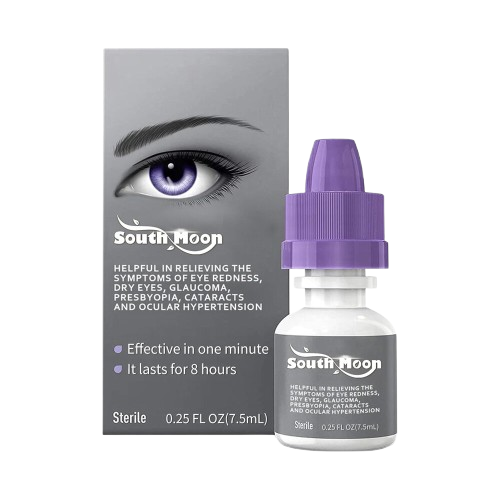 South Moon
HELPFUL IN RELIEVING THE
SYMPTOMS OF EYE REDNESS,
DRY EYES, GLAUCOMA,
PRESBYOPIA, CATARACTS
AND OCULAR HYPERTENSION
Effective in one minute
It lasts for 8 hours
Sterile 0.25 FL OZ(7.5mL)
South Moon
HELPFUL IN RELIEVING THE
SYMPTOMS OF EYE REDNESS,
DRY EYES, GLAUCOMA,
PRESBYOPIA, CATARACTS
AND OCULAR HYPERTENSION
Sterile 0.25 FL OZ(7.5mL)